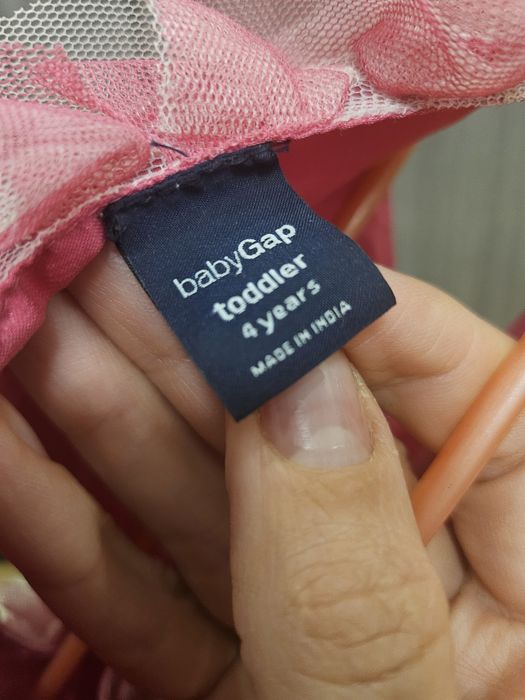 babyGap
toddler
4 years
MADE IN INDIA